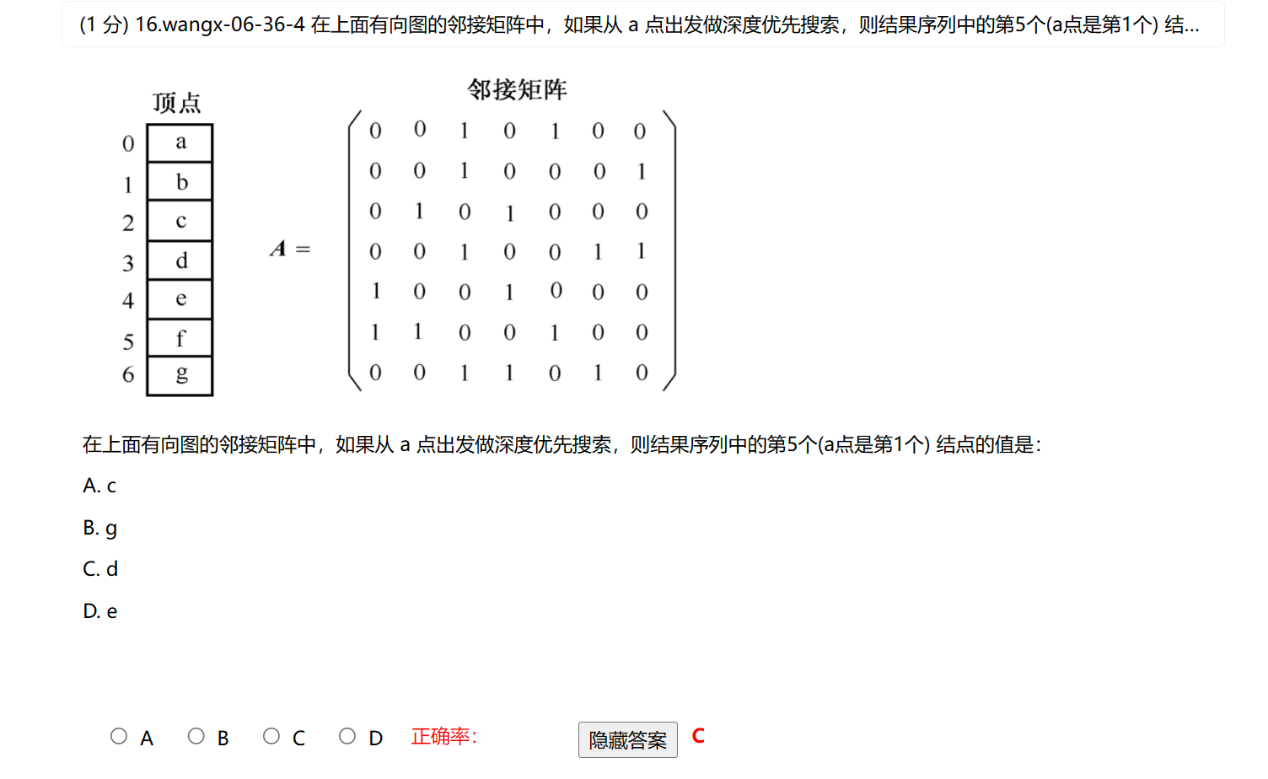 (1 分) 16.wangx-06-36-4 在上面有向图的邻接矩阵中，如果从 a 点出发做深度优先搜索，则结果序列中的第5个(a点是第1个) 结...
邻接矩阵
顶点
0 a
1 b
2 c
3 d
4 e
5 f
6 g
A =
0 0 1 0 1 0 0
0 0 1 0 0 0 1
0 1 0 1 0 0 0
0 0 1 0 0 1 1
1 0 0 1 0 0 0
1 1 0 0 1 0 0
0 0 1 1 0 1 0
在上面有向图的邻接矩阵中，如果从 a 点出发做深度优先搜索，则结果序列中的第5个(a点是第1个) 结点的值是：
A. c
B. g
C. d
D. e
A B C D 正确率： 隐藏答案 C